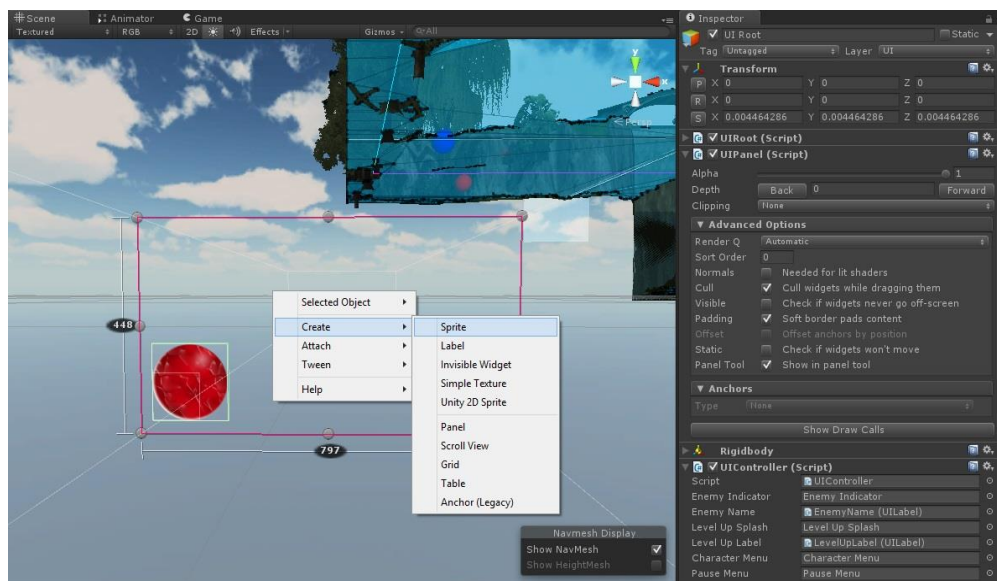 Scene Animator Game
Textured RGB 2D Effects Gizmos All
y
x
Persp
448
797
Selected Object
Create
Attach
Tween
Help
Sprite
Label
Invisible Widget
Simple Texture
Unity 2D Sprite
Panel
Scroll View
Grid
Table
Anchor (Legacy)
Navmesh Display
Show NavMesh
Show HeightMesh
Inspector
UI Root Static
Tag Untagged Layer UI
Transform
P X 0 Y 0 Z 0
R X 0 Y 0 Z 0
S X 0.004464286 Y 0.004464286 Z 0.004464286
UIRoot (Script)
UIPanel (Script)
Alpha 1
Depth Back 0 Forward
Clipping None
▼ Advanced Options
Render Q Automatic
Sort Order 0
Normals Needed for lit shaders
Cull Cull widgets while dragging them
Visible Check if widgets never go off-screen
Padding Soft border pads content
Offset Offset anchors by position
Static Check if widgets won't move
Panel Tool Show in panel tool
▼ Anchors
Type None
Show Draw Calls
Rigidbody
UIController (Script)
Script UIController
Enemy Indicator Enemy Indicator
Enemy Name EnemyName (UILabel)
Level Up Splash Level Up Splash
Level Up Label LevelUpLabel (UILabel)
Character Menu Character Menu
Pause Menu Pause Menu